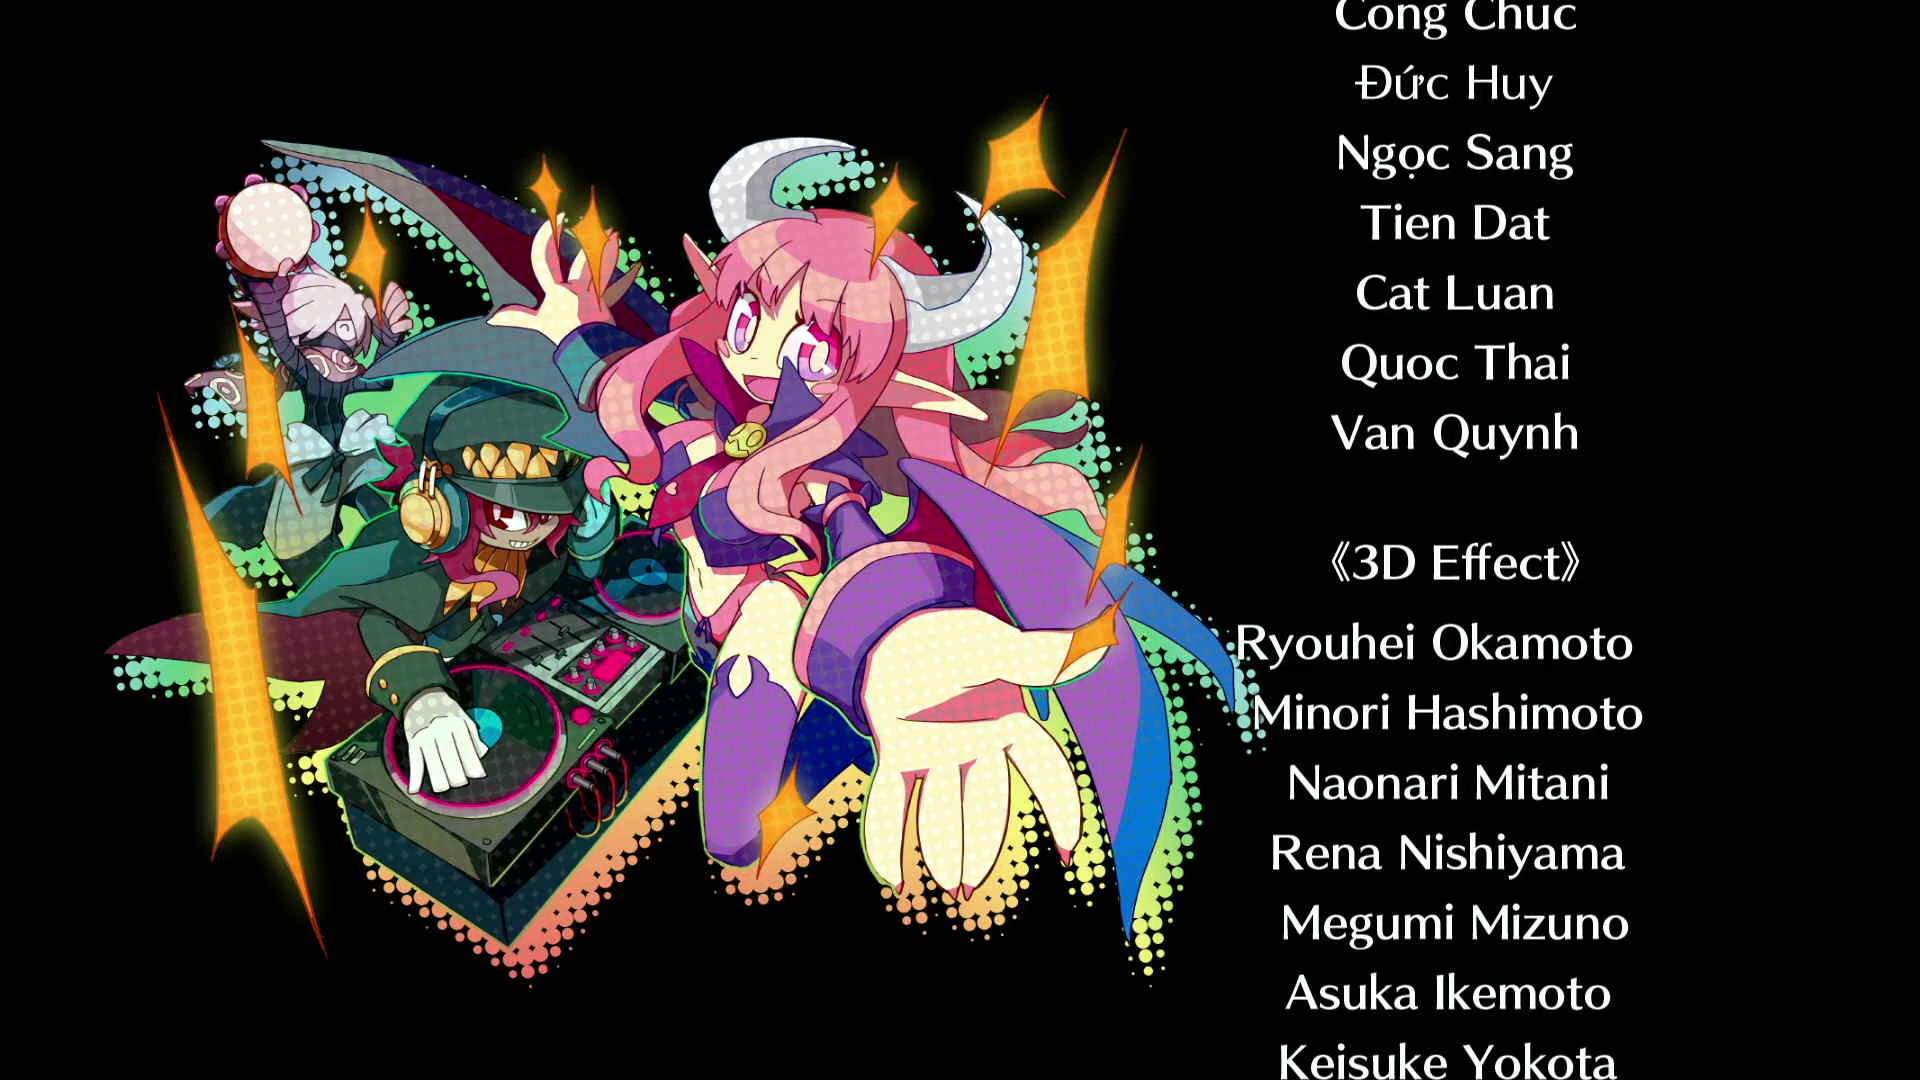 Cong Chuc
Đức Huy
Ngọc Sang
Tien Dat
Cat Luan
Quoc Thai
Van Quynh
《3D Effect》
Ryouhei Okamoto
Minori Hashimoto
Naonari Mitani
Rena Nishiyama
Megumi Mizuno
Asuka Ikemoto
Keisuke Yokota